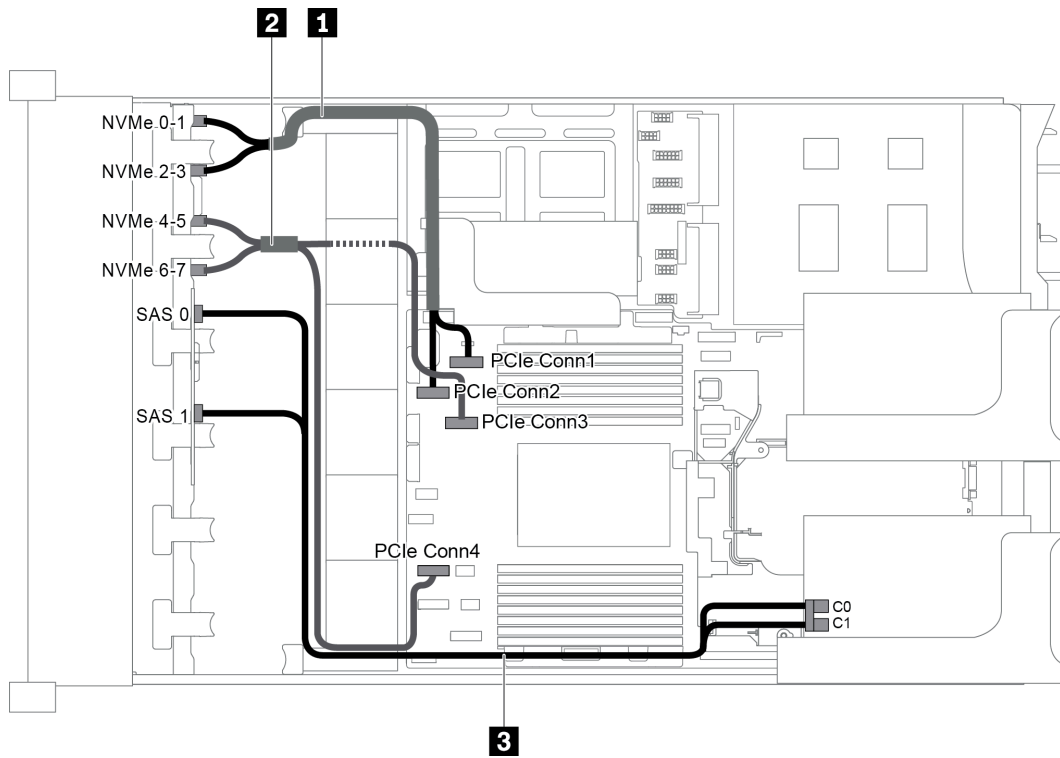 2 1
NVMe 0-1
NVMe 2-3
NVMe 4-5
NVMe 6-7
SAS 0
PCIe Conn1
PCIe Conn2
SAS 1
PCIe Conn3
PCIe Conn4
C0
C1
3